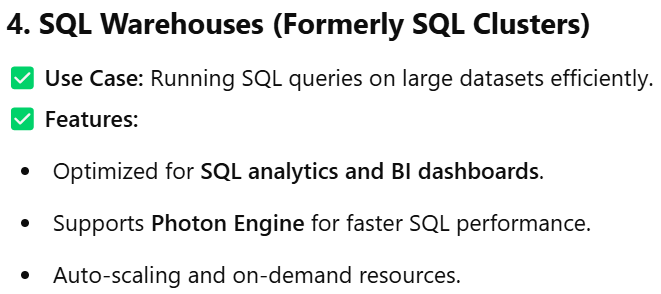 4. SQL Warehouses (Formerly SQL Clusters)
✅ Use Case: Running SQL queries on large datasets efficiently.
✅ Features:
• Optimized for SQL analytics and BI dashboards.
• Supports Photon Engine for faster SQL performance.
• Auto-scaling and on-demand resources.